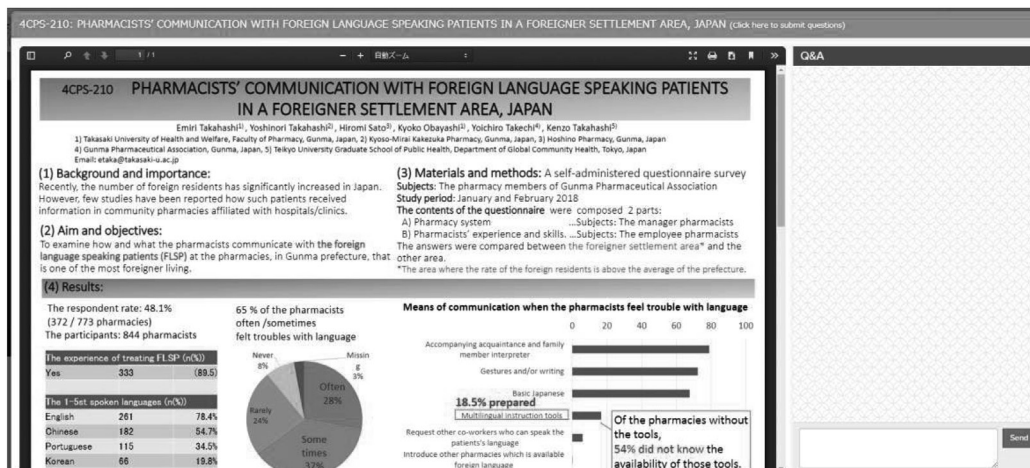 4CPS-210: PHARMACISTS' COMMUNICATION WITH FOREIGN LANGUAGE SPEAKING PATIENTS IN A FOREIGNER SETTLEMENT AREA, JAPAN (Click here to submit questions)
1 / 1
− + 自動ズーム
Q&A
4CPS-210 PHARMACISTS' COMMUNICATION WITH FOREIGN LANGUAGE SPEAKING PATIENTS
IN A FOREIGNER SETTLEMENT AREA, JAPAN
Emiri Takahashi1), Yoshinori Takahashi2), Hiromi Sato3), Kyoko Obayashi1), Yoichiro Takechi4), Kenzo Takahashi5)
1) Takasaki University of Health and Welfare, Faculty of Pharmacy, Gunma, Japan, 2) Kyoso-Mirai Kakezuka Pharmacy, Gunma, Japan, 3) Hoshino Pharmacy, Gunma, Japan
4) Gunma Pharmaceutical Association, Gunma, Japan, 5) Teikyo University Graduate School of Public Health, Department of Global Community Health, Tokyo, Japan
Email: etaka@takasaki-u.ac.jp
(1) Background and importance:
Recently, the number of foreign residents has significantly increased in Japan.
However, few studies have been reported how such patients received
information in community pharmacies affiliated with hospitals/clinics.
(2) Aim and objectives:
To examine how and what the pharmacists communicate with the foreign
language speaking patients (FLSP) at the pharmacies, in Gunma prefecture, that
is one of the most foreigner living.
(3) Materials and methods: A self-administered questionnaire survey
Subjects: The pharmacy members of Gunma Pharmaceutical Association
Study period: January and February 2018
The contents of the questionnaire were composed 2 parts:
A) Pharmacy system ...Subjects: The manager pharmacists
B) Pharmacists' experience and skills. ...Subjects: The employee pharmacists
The answers were compared between the foreigner settlement area* and the
other area.
*The area where the rate of the foreign residents is above the average of the prefecture.
(4) Results:
The respondent rate: 48.1%
(372 / 773 pharmacies)
The participants: 844 pharmacists
The experience of treating FLSP (n(%))
Yes 333 (89.5)
The 1-5st spoken languages (n(%))
English 261 78.4%
Chinese 182 54.7%
Portuguese 115 34.5%
Korean 66 19.8%
65 % of the pharmacists
often /sometimes
felt troubles with language
Never
8%
Missin
g
3%
Often
28%
Rarely
24%
Some
times
37%
Means of communication when the pharmacists feel trouble with language
0 20 40 60 80 100
Accompanying acquaintance and family
member interpreter
Gestures and/or writing
Basic Japanese
18.5% prepared
Multilingual instruction tools
Request other co-workers who can speak the
patients's language
Introduce other pharmacies which is available
foreign language
Of the pharmacies without
the tools,
54% did not know the
availability of those tools.
Send